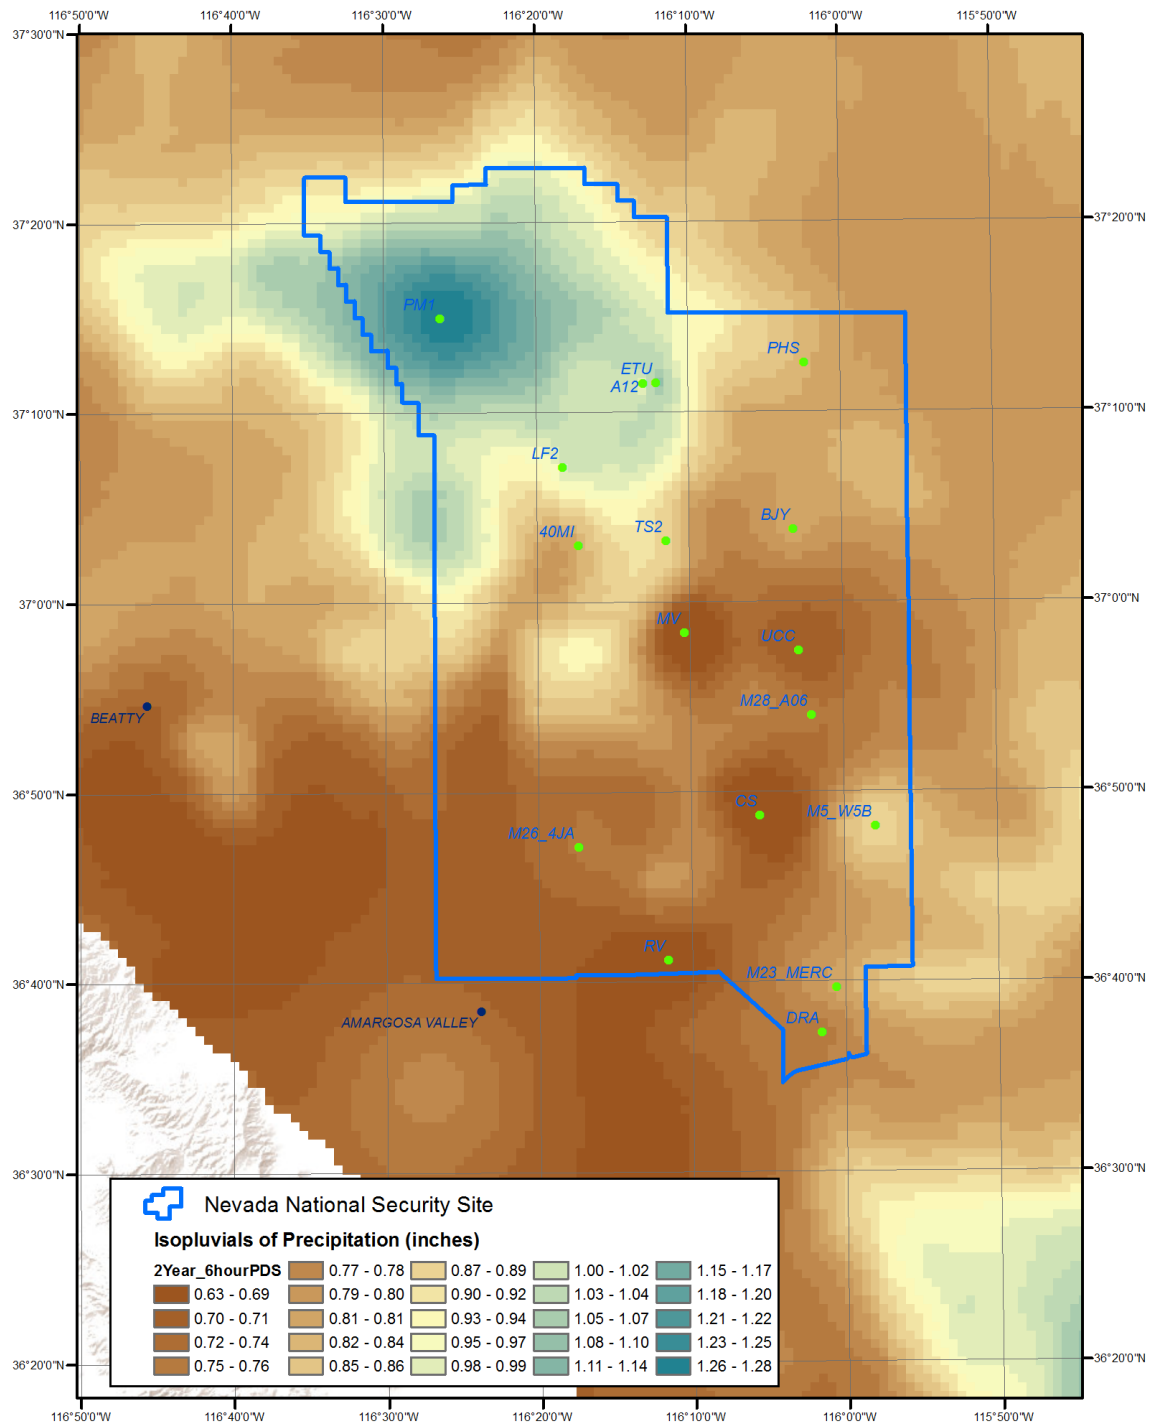 116°50'0"W 116°40'0"W 116°30'0"W 116°20'0"W 116°10'0"W 116°0'0"W 115°50'0"W
37°30'0"N
37°20'0"N 37°20'0"N
PM1
PHS
ETU
A12
37°10'0"N 37°10'0"N
LF2
BJY
TS2
40MI
37°0'0"N 37°0'0"N
MV
UCC
M28_A06
BEATTY
36°50'0"N 36°50'0"N
CS
M5_W5B
M26_4JA
RV
M23_MERC
36°40'0"N 36°40'0"N
DRA
AMARGOSA VALLEY
36°30'0"N 36°30'0"N
Nevada National Security Site
Isopluvials of Precipitation (inches)
2Year_6hourPDS 0.77 - 0.78 0.87 - 0.89 1.00 - 1.02 1.15 - 1.17
0.63 - 0.69 0.79 - 0.80 0.90 - 0.92 1.03 - 1.04 1.18 - 1.20
0.70 - 0.71 0.81 - 0.81 0.93 - 0.94 1.05 - 1.07 1.21 - 1.22
0.72 - 0.74 0.82 - 0.84 0.95 - 0.97 1.08 - 1.10 1.23 - 1.25
0.75 - 0.76 0.85 - 0.86 0.98 - 0.99 1.11 - 1.14 1.26 - 1.28
36°20'0"N 36°20'0"N
116°50'0"W 116°40'0"W 116°30'0"W 116°20'0"W 116°10'0"W 116°0'0"W 115°50'0"W